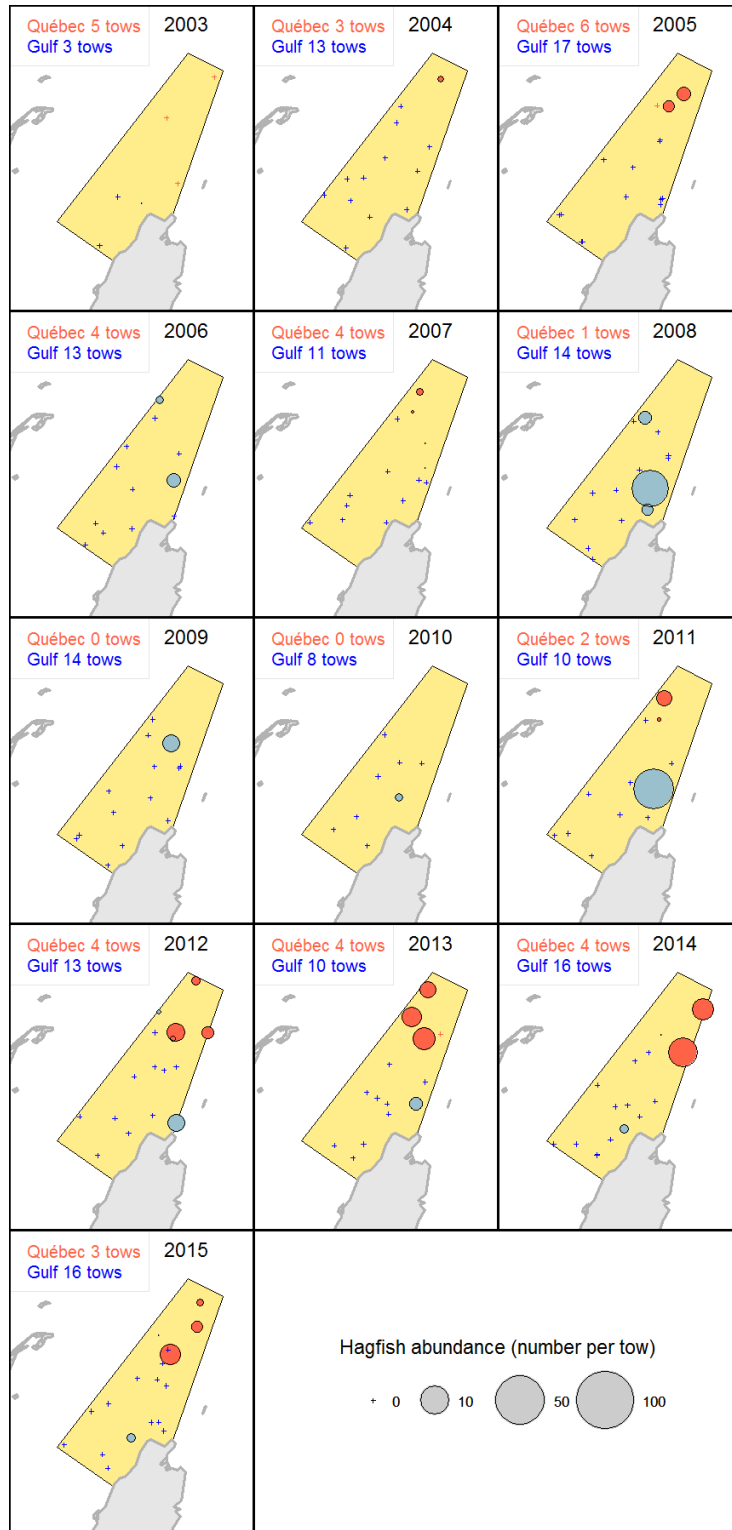 Québec 5 tows 2003
Gulf 3 tows
Québec 3 tows 2004
Gulf 13 tows
Québec 6 tows 2005
Gulf 17 tows
Québec 4 tows 2006
Gulf 13 tows
Québec 4 tows 2007
Gulf 11 tows
Québec 1 tows 2008
Gulf 14 tows
Québec 0 tows 2009
Gulf 14 tows
Québec 0 tows 2010
Gulf 8 tows
Québec 2 tows 2011
Gulf 10 tows
Québec 4 tows 2012
Gulf 13 tows
Québec 4 tows 2013
Gulf 10 tows
Québec 4 tows 2014
Gulf 16 tows
Québec 3 tows 2015
Gulf 16 tows
Hagfish abundance (number per tow)
0 10 50 100